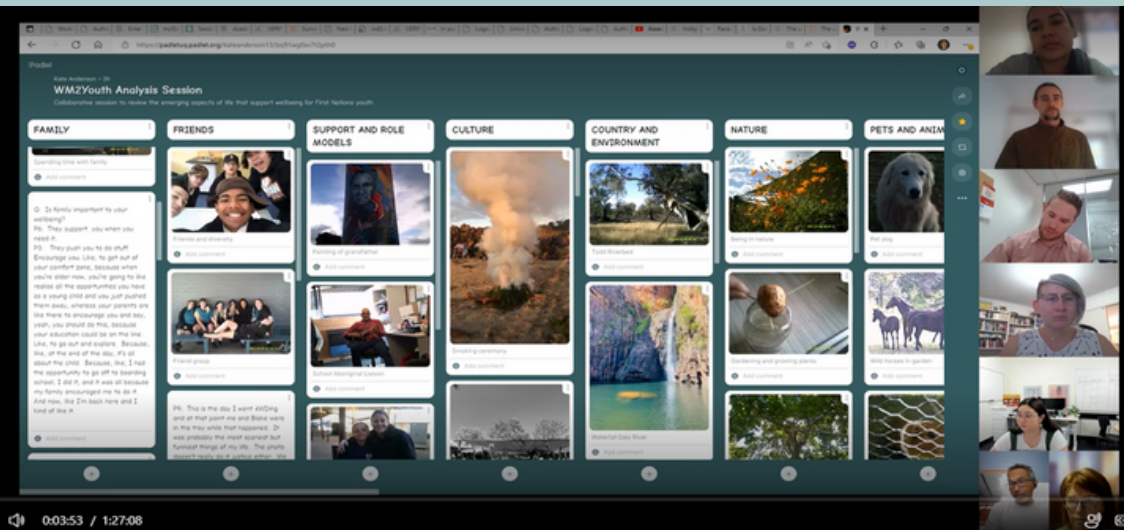 https://padletuq.padlet.org/kateanderson13/
Padlet
Kate Anderson • 2h
WM2Youth Analysis Session
Collaborative session to review the emerging aspects of life that support wellbeing for First Nations youth.
FAMILY
FRIENDS
SUPPORT AND ROLE MODELS
CULTURE
COUNTRY AND ENVIRONMENT
NATURE
PETS AND ANIM
Spending time with family
Add comment
Q: Is family important to your
wellbeing?
P6: They support you when you
need it.
P3: They push you to do stuff.
Encourage you. Like, to get out of
your comfort zone, because when
you're older now, you're going to like
realise all the opportunities you have
as a young child and you just pushed
them away, whereas your parents are
like there to encourage you and say,
yeah, you should do this, because
your education could be on the line.
Like, to go out and explore. Because,
like, at the end of the day, it's all
about the child. Because, like, I had
the opportunity to go off to boarding
school, I did it, and it was all because
my family encouraged me to do it.
And now, like I'm back here and I
kind of like it.
Add comment
Friends and diversity
Add comment
Friend group
Add comment
This is the day I went
and at that point me and Blake were
in the tray while that happened. It
was probably the most scariest but
funniest things of my life. The photo
doesn't really do it justice either. We
Painting of grandfather
Add comment
School Aboriginal Liaison
Add comment
Smoking ceremony
Add comment
Todd Riverbed
Add comment
Waterfall Daly River
Add comment
Being in nature
Add comment
Gardening and growing plants
Add comment
Pet dog
Add comment
Wild horses in garden
Add comment
0:03:53 / 1:27:08